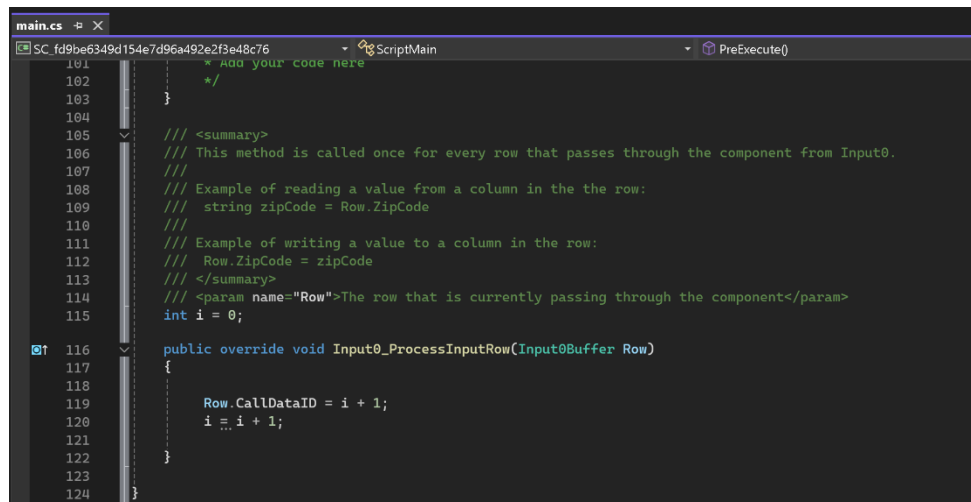 main.cs
SC_fd9be6349d154e7d96a492e2f3e48c76 ScriptMain PreExecute()
101 * Add your code here
102 */
103 }
104
105 /// <summary>
106 /// This method is called once for every row that passes through the component from Input0.
107 ///
108 /// Example of reading a value from a column in the the row:
109 ///  string zipCode = Row.ZipCode
110 ///
111 /// Example of writing a value to a column in the row:
112 ///  Row.ZipCode = zipCode
113 /// </summary>
114 /// <param name="Row">The row that is currently passing through the component</param>
115 int i = 0;
116 public override void Input0_ProcessInputRow(Input0Buffer Row)
117 {
118
119 Row.CallDataID = i + 1;
120 i = i + 1;
121
122 }
123
124 }